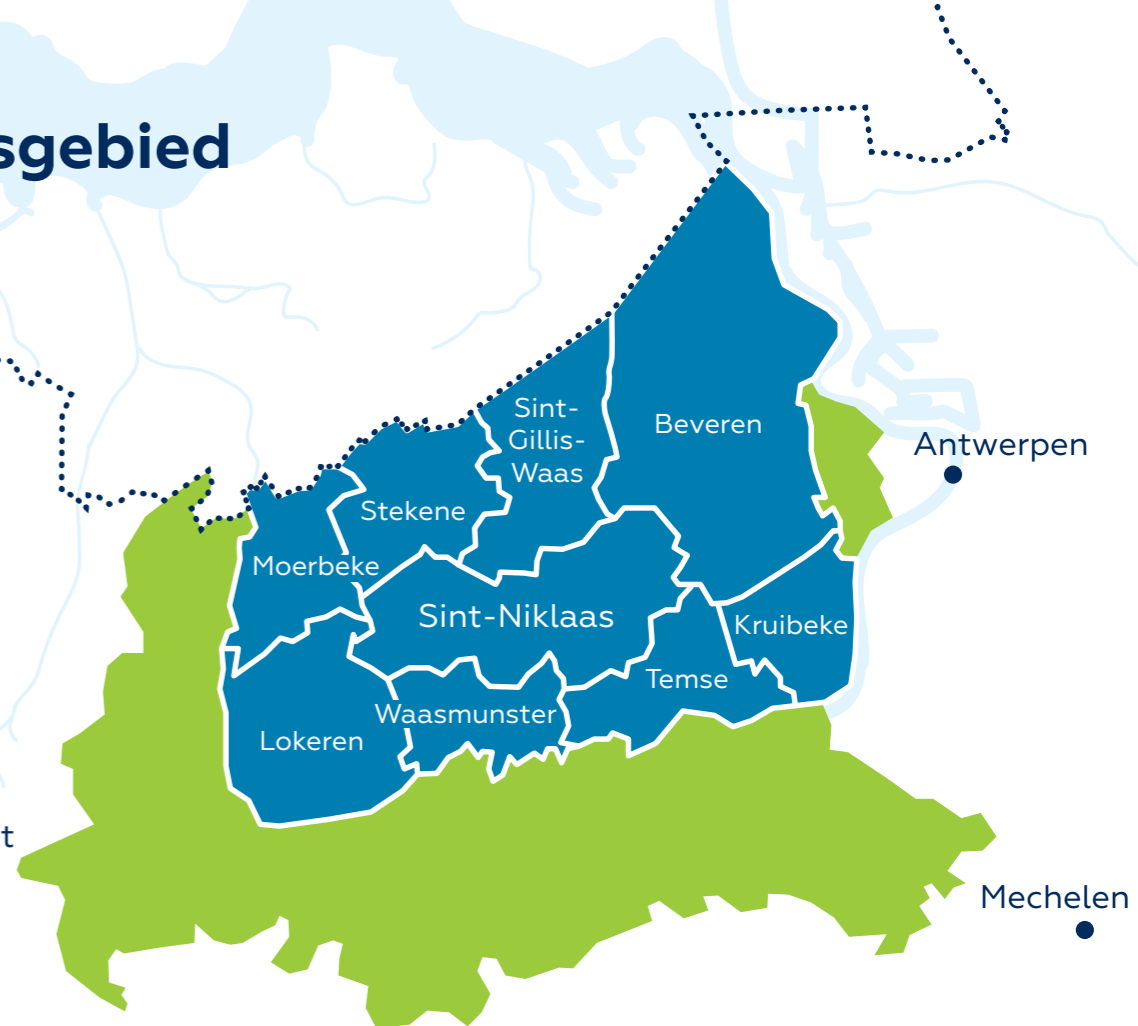 sgebied
Sint-
Gillis-
Waas
Beveren
Antwerpen
Stekene
Moerbeke
Sint-Niklaas
Kruibeke
Temse
Waasmunster
Lokeren
t
Mechelen